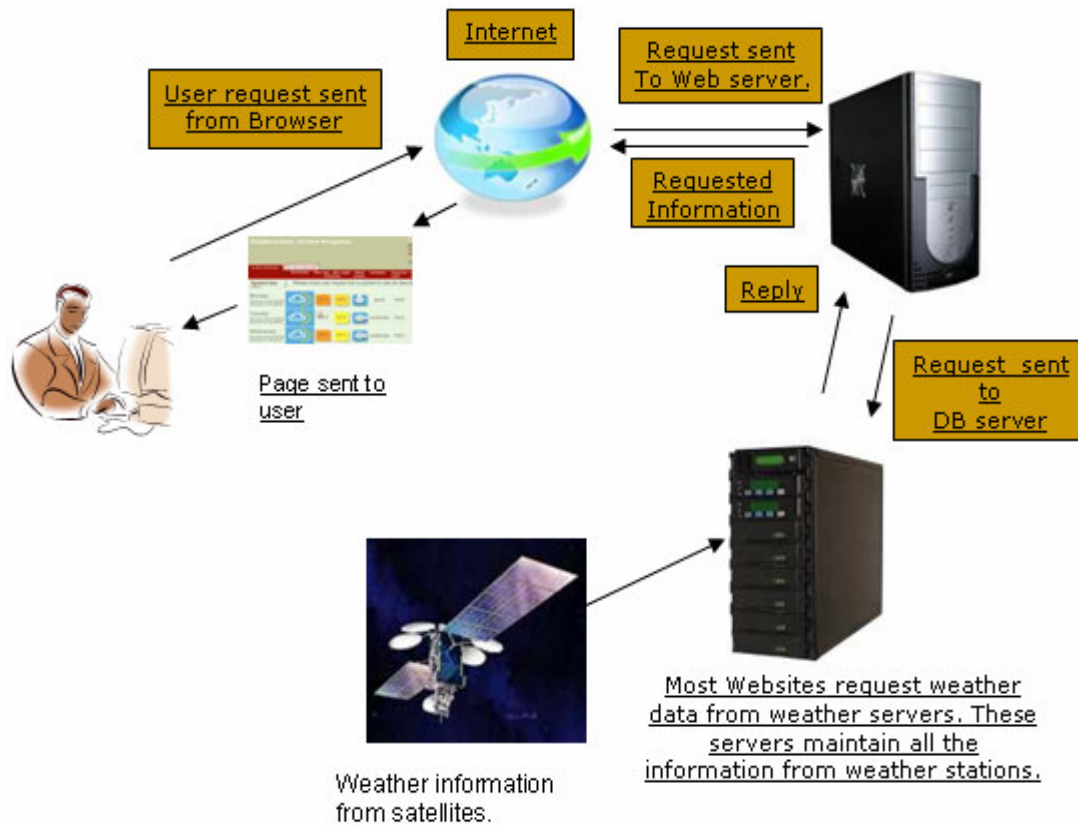 Internet
Request sent
To Web server.
User request sent
from Browser
Requested
Information
Reply
Page sent to
user
Request sent
to
DB server
Most Websites request weather
data from weather servers. These
servers maintain all the
information from weather stations.
Weather information
from satellites.